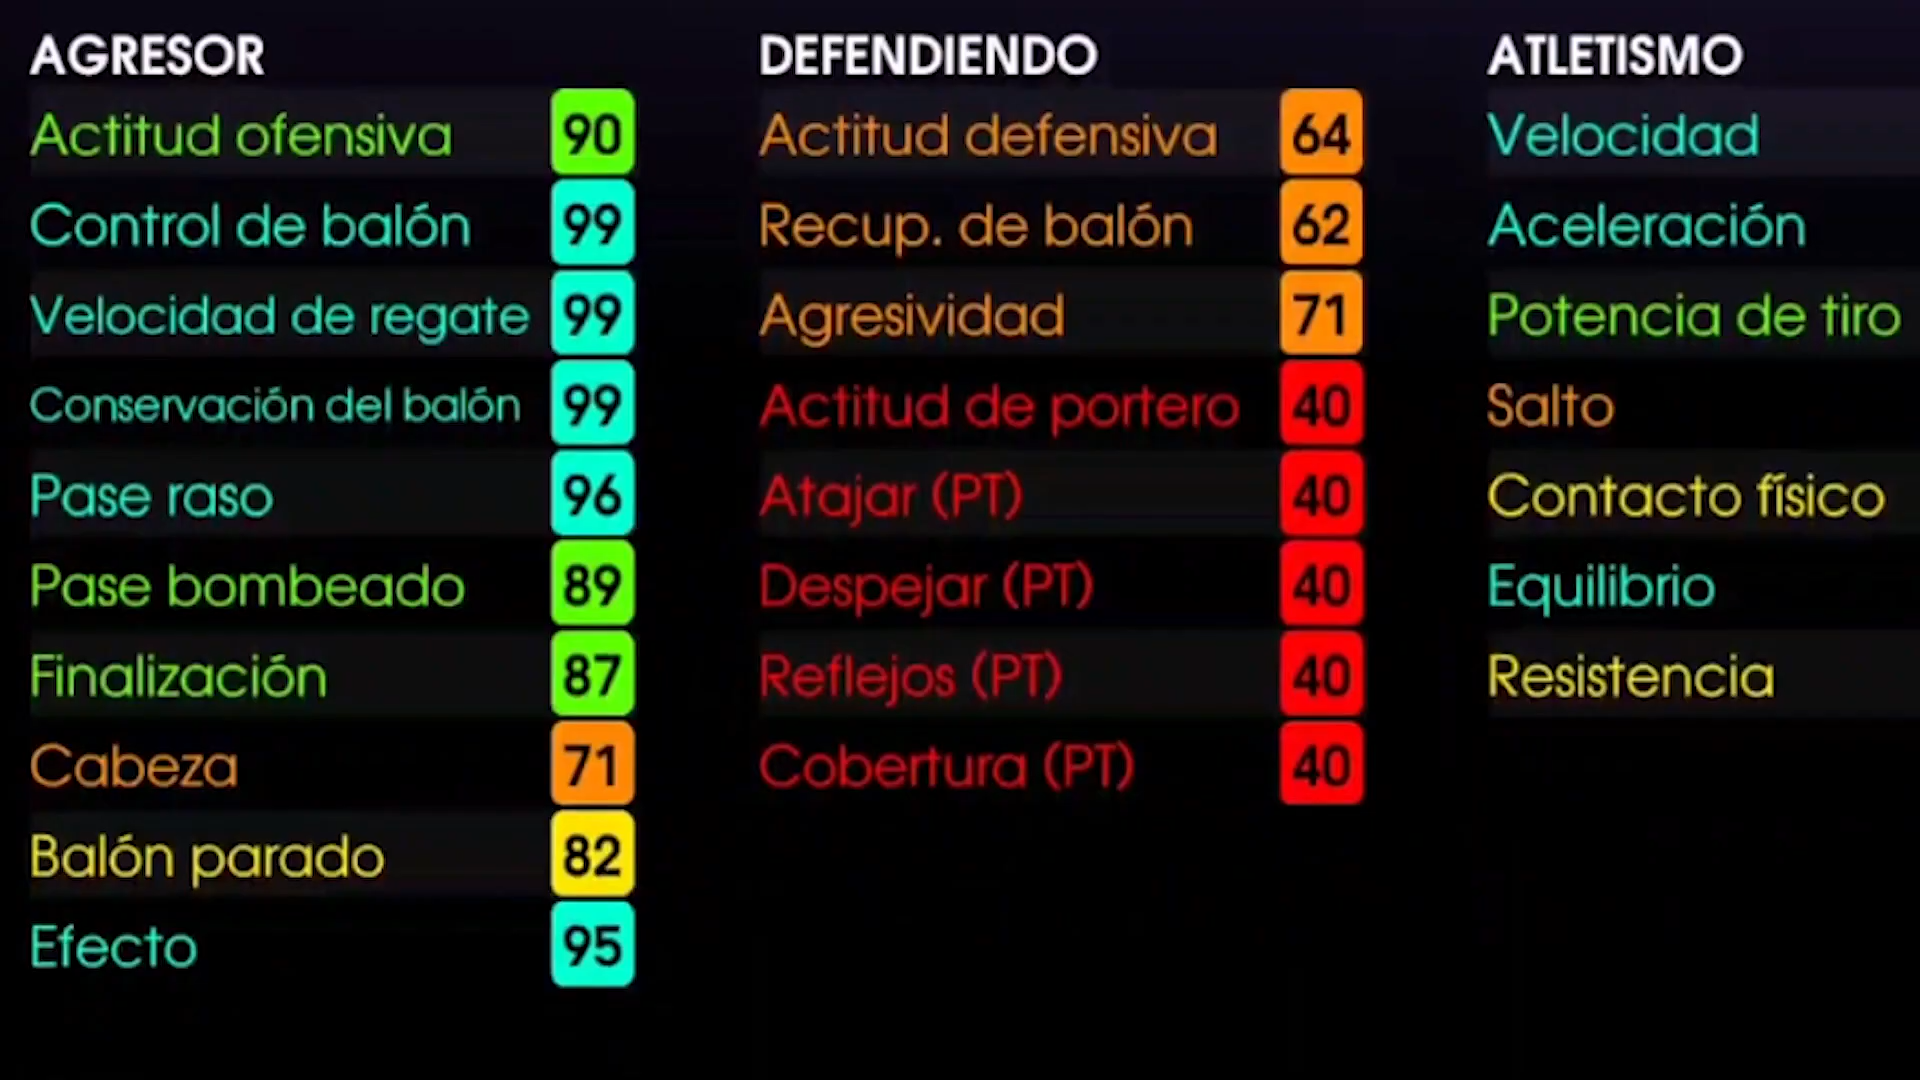 AGRESOR
Actitud ofensiva 90
Control de balón 99
Velocidad de regate 99
Conservación del balón 99
Pase raso 96
Pase bombeado 89
Finalización 87
Cabeza 71
Balón parado 82
Efecto 95
DEFENDIENDO
Actitud defensiva 64
Recup. de balón 62
Agresividad 71
Actitud de portero 40
Atajar (PT) 40
Despejar (PT) 40
Reflejos (PT) 40
Cobertura (PT) 40
ATLETISMO
Velocidad
Aceleración
Potencia de tiro
Salto
Contacto físico
Equilibrio
Resistencia